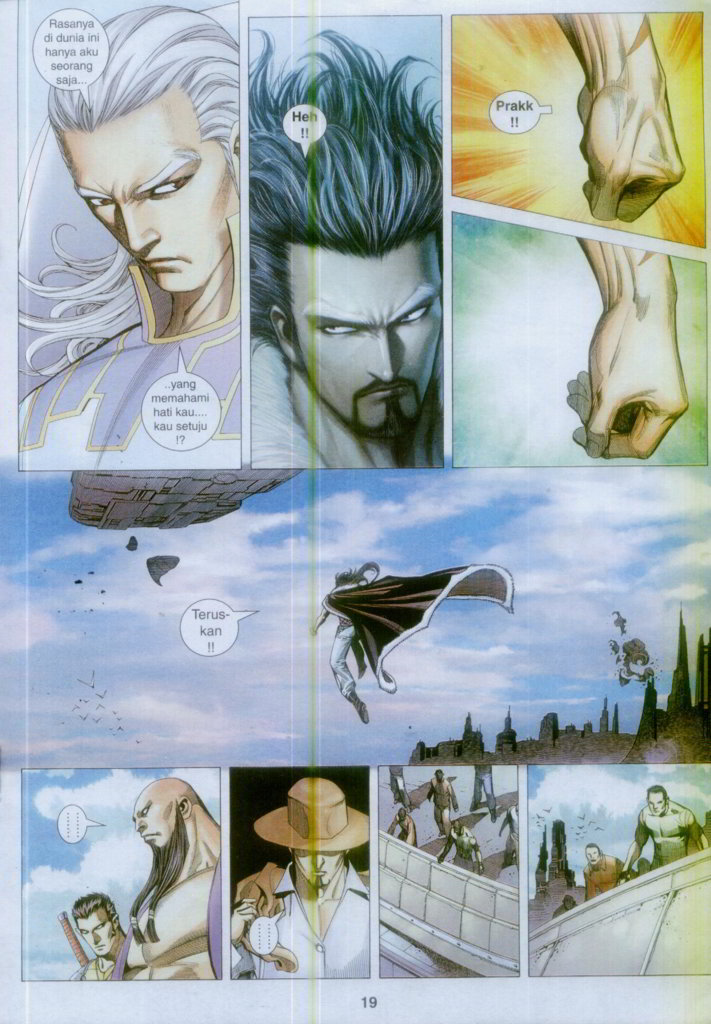 Rasanya
di dunia ini
hanya aku
seorang
saja...
..yang
memahami
hati kau....
kau setuju
!?
Heh
!!
Prakk
!!
Terus-
kan
!!
19